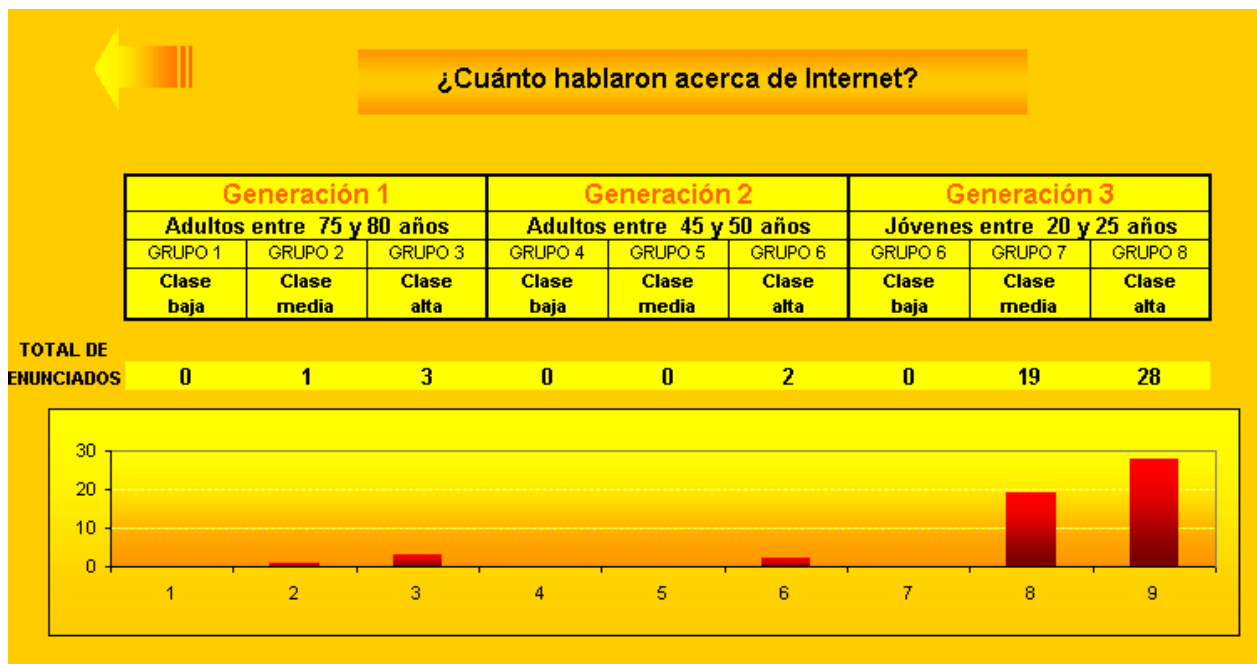 ¿Cuánto hablaron acerca de Internet?
Generación 1 Generación 2 Generación 3
Adultos entre 75 y 80 años Adultos entre 45 y 50 años Jóvenes entre 20 y 25 años
GRUPO 1 GRUPO 2 GRUPO 3 GRUPO 4 GRUPO 5 GRUPO 6 GRUPO 6 GRUPO 7 GRUPO 8
Clase Clase Clase Clase Clase Clase Clase Clase Clase
baja media alta baja media alta baja media alta
TOTAL DE
ENUNCIADOS 0 1 3 0 0 2 0 19 28
30
20
10
0
1 2 3 4 5 6 7 8 9